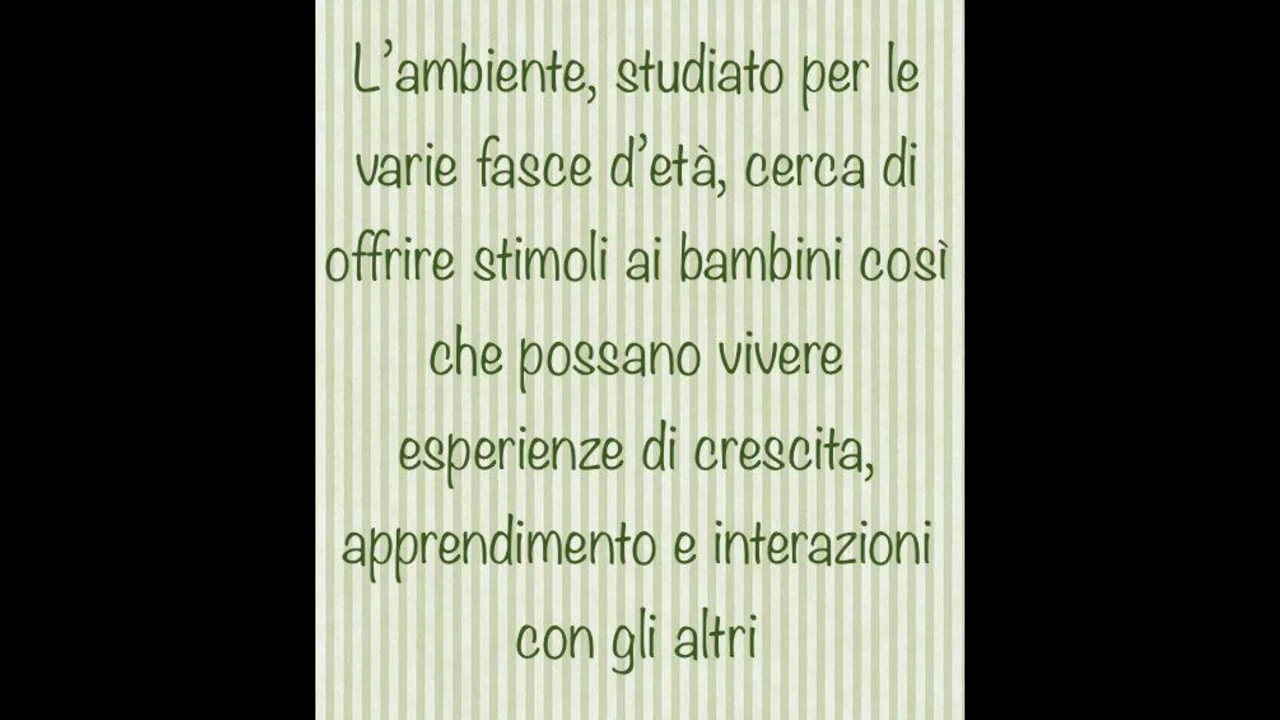 L'ambiente, studiato per le
varie fasce d'età, cerca di
offrire stimoli ai bambini così
che possano vivere
esperienze di crescita,
apprendimento e interazioni
con gli altri